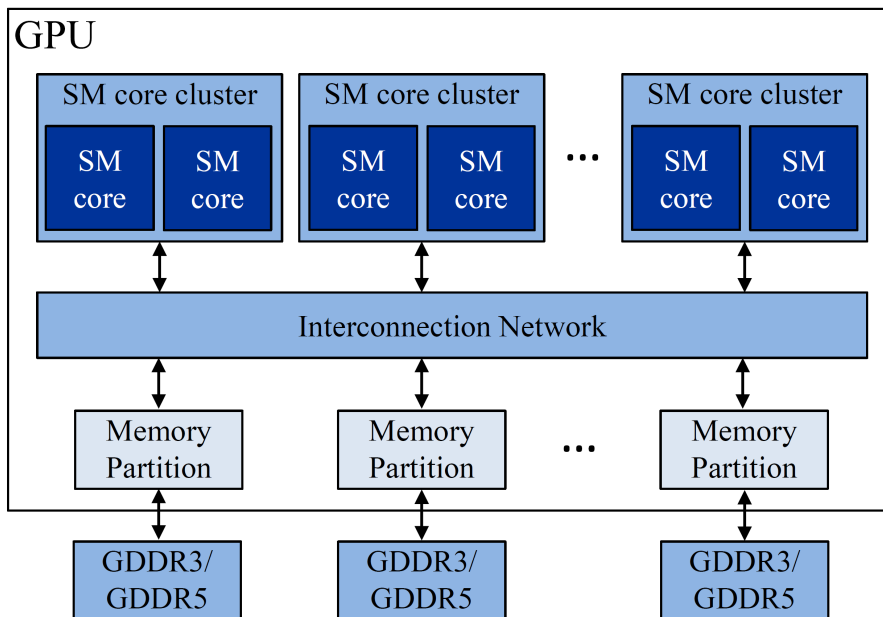 GPU
SM core cluster
SM core cluster
SM core cluster
SM
core
SM
core
SM
core
SM
core
SM
core
SM
core
...
Interconnection Network
Memory
Partition
Memory
Partition
...
Memory
Partition
GDDR3/
GDDR5
GDDR3/
GDDR5
GDDR3/
GDDR5